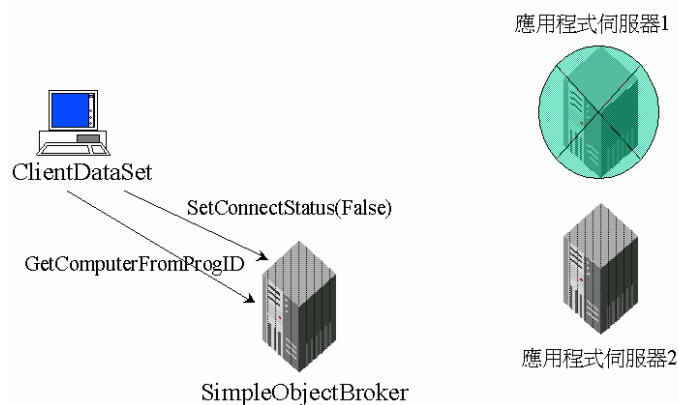 應用程式伺服器1
ClientDataSet
SetConnectStatus(False)
GetComputerFromProgID
應用程式伺服器2
SimpleObjectBroker